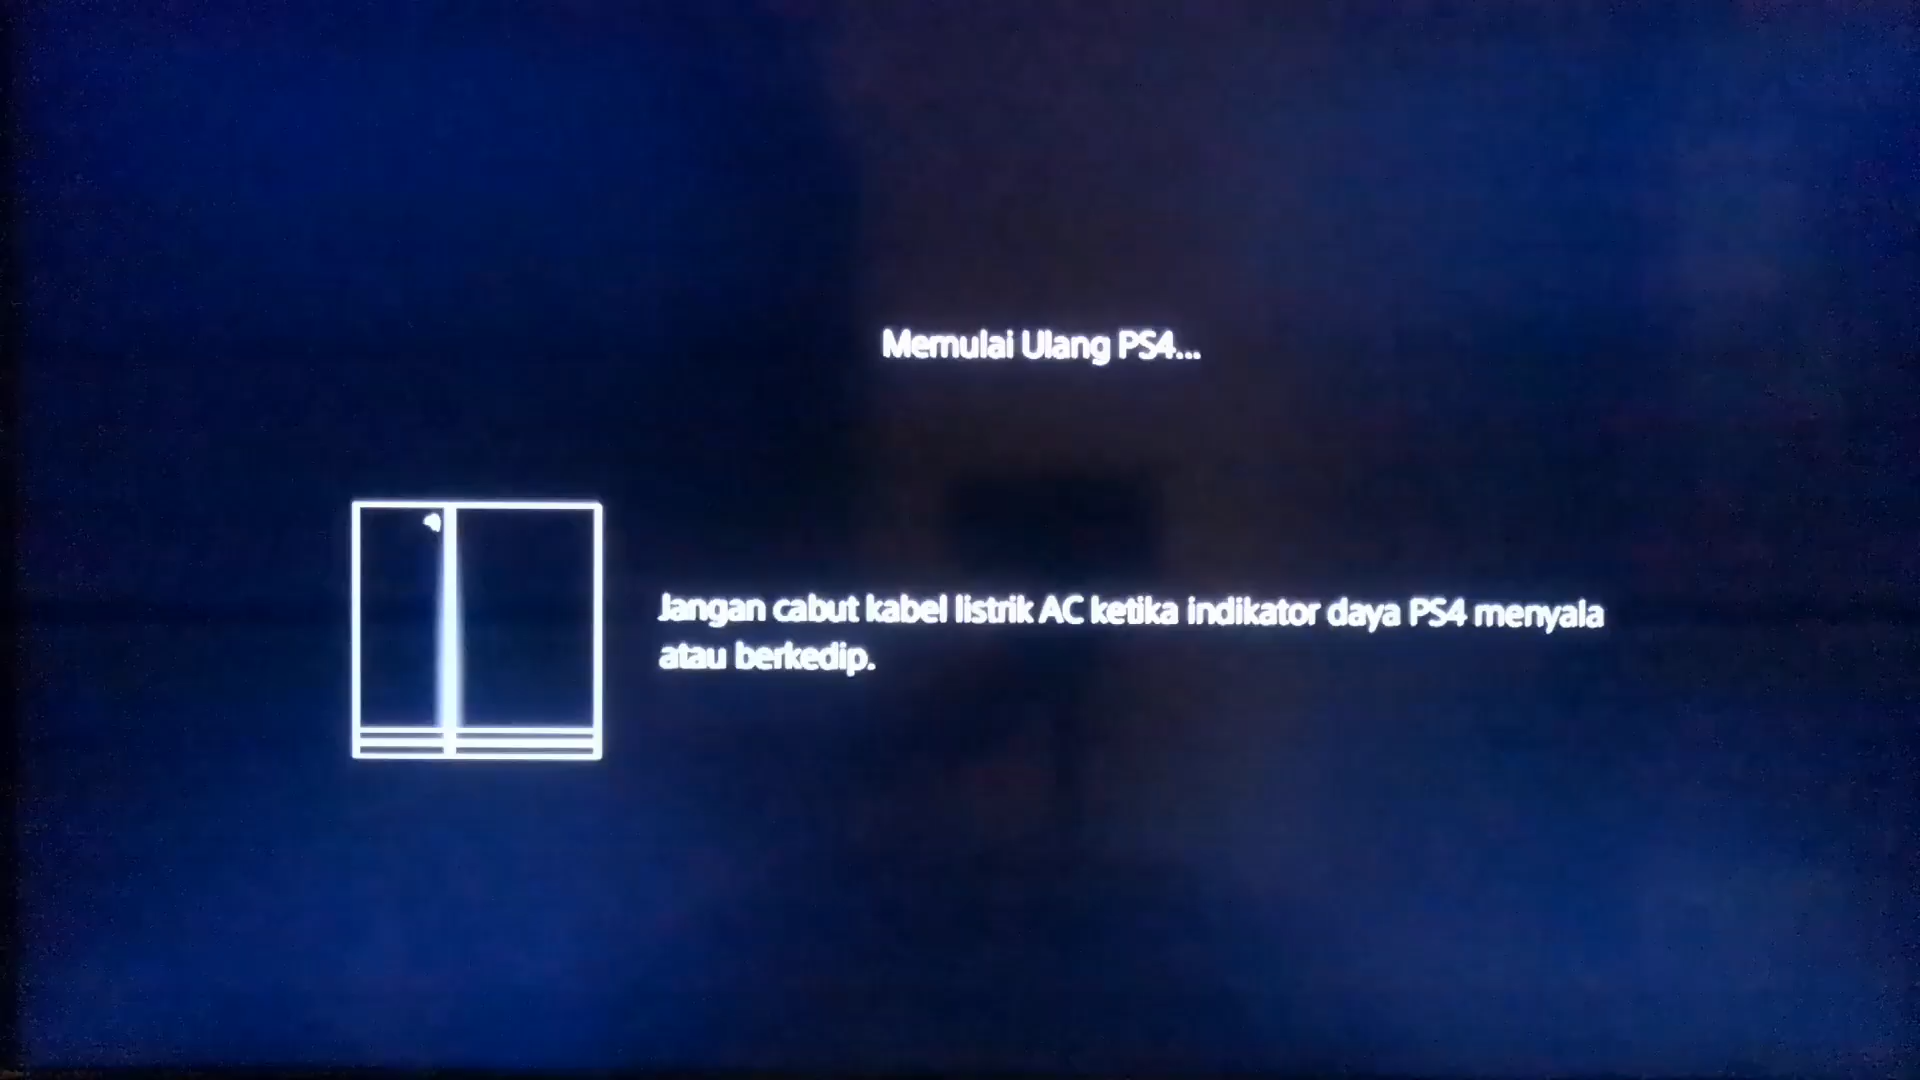 Memulai Ulang PS4...
Jangan cabut kabel listrik AC ketika indikator daya PS4 menyala
atau berkedip.